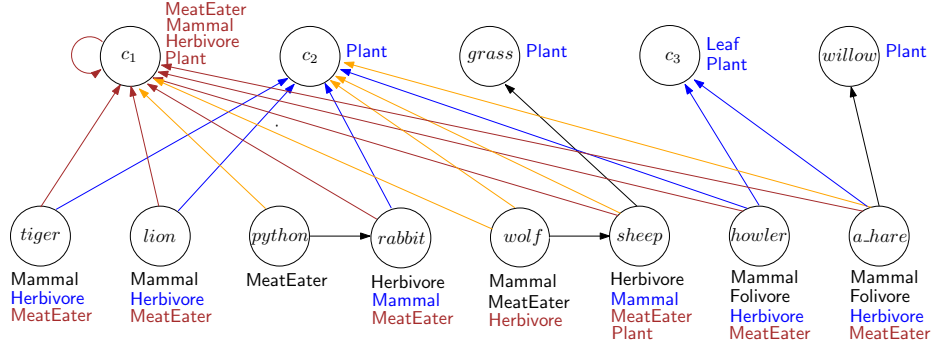 MeatEater
Mammal
Herbivore
Plant
c1
c2
Plant
grass
Plant
c3
Leaf
Plant
willow
Plant
tiger
lion
python
rabbit
wolf
sheep
howler
a_hare
Mammal
Herbivore
MeatEater
Mammal
Herbivore
MeatEater
MeatEater
Herbivore
Mammal
MeatEater
Mammal
MeatEater
Herbivore
Herbivore
Mammal
MeatEater
Plant
Mammal
Folivore
Herbivore
MeatEater
Mammal
Folivore
Herbivore
MeatEater